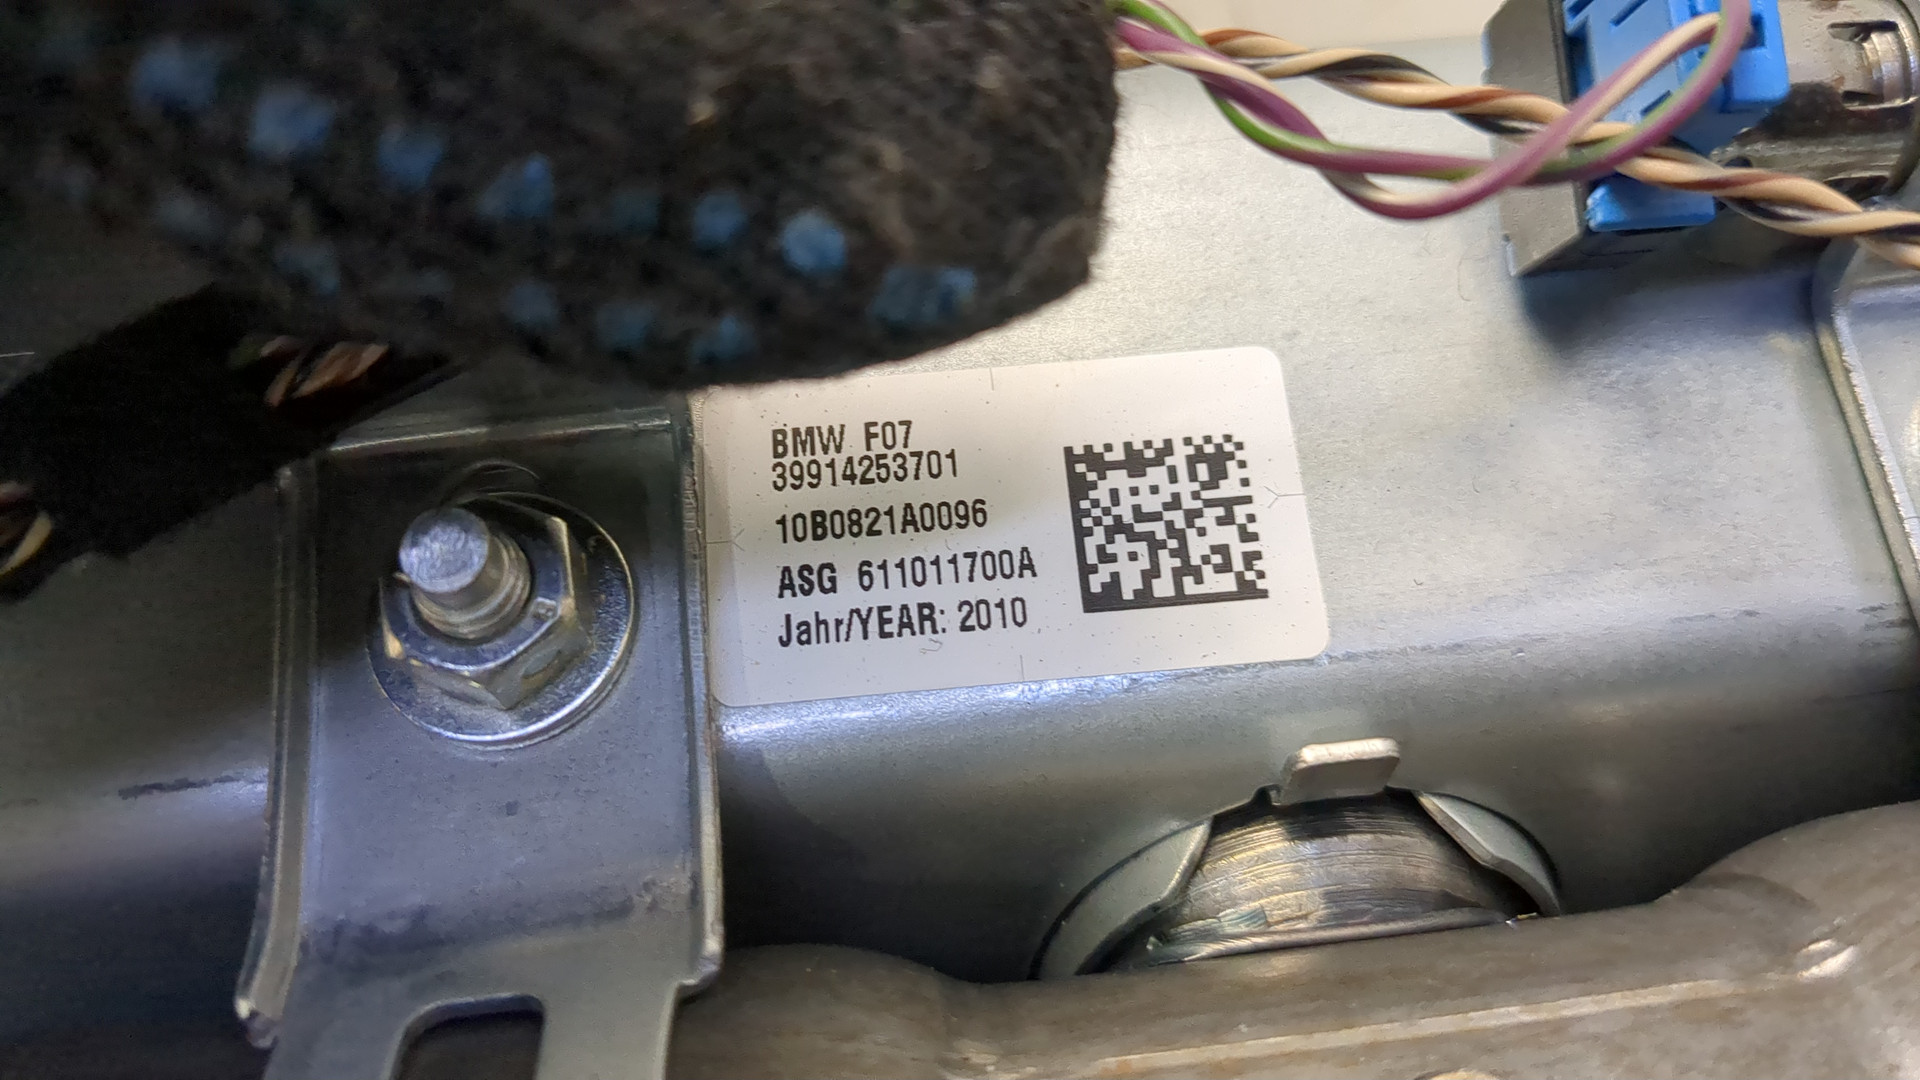 BMW F07
39914253701
10B0821A0096
ASG 611011700A
Jahr/YEAR: 2010